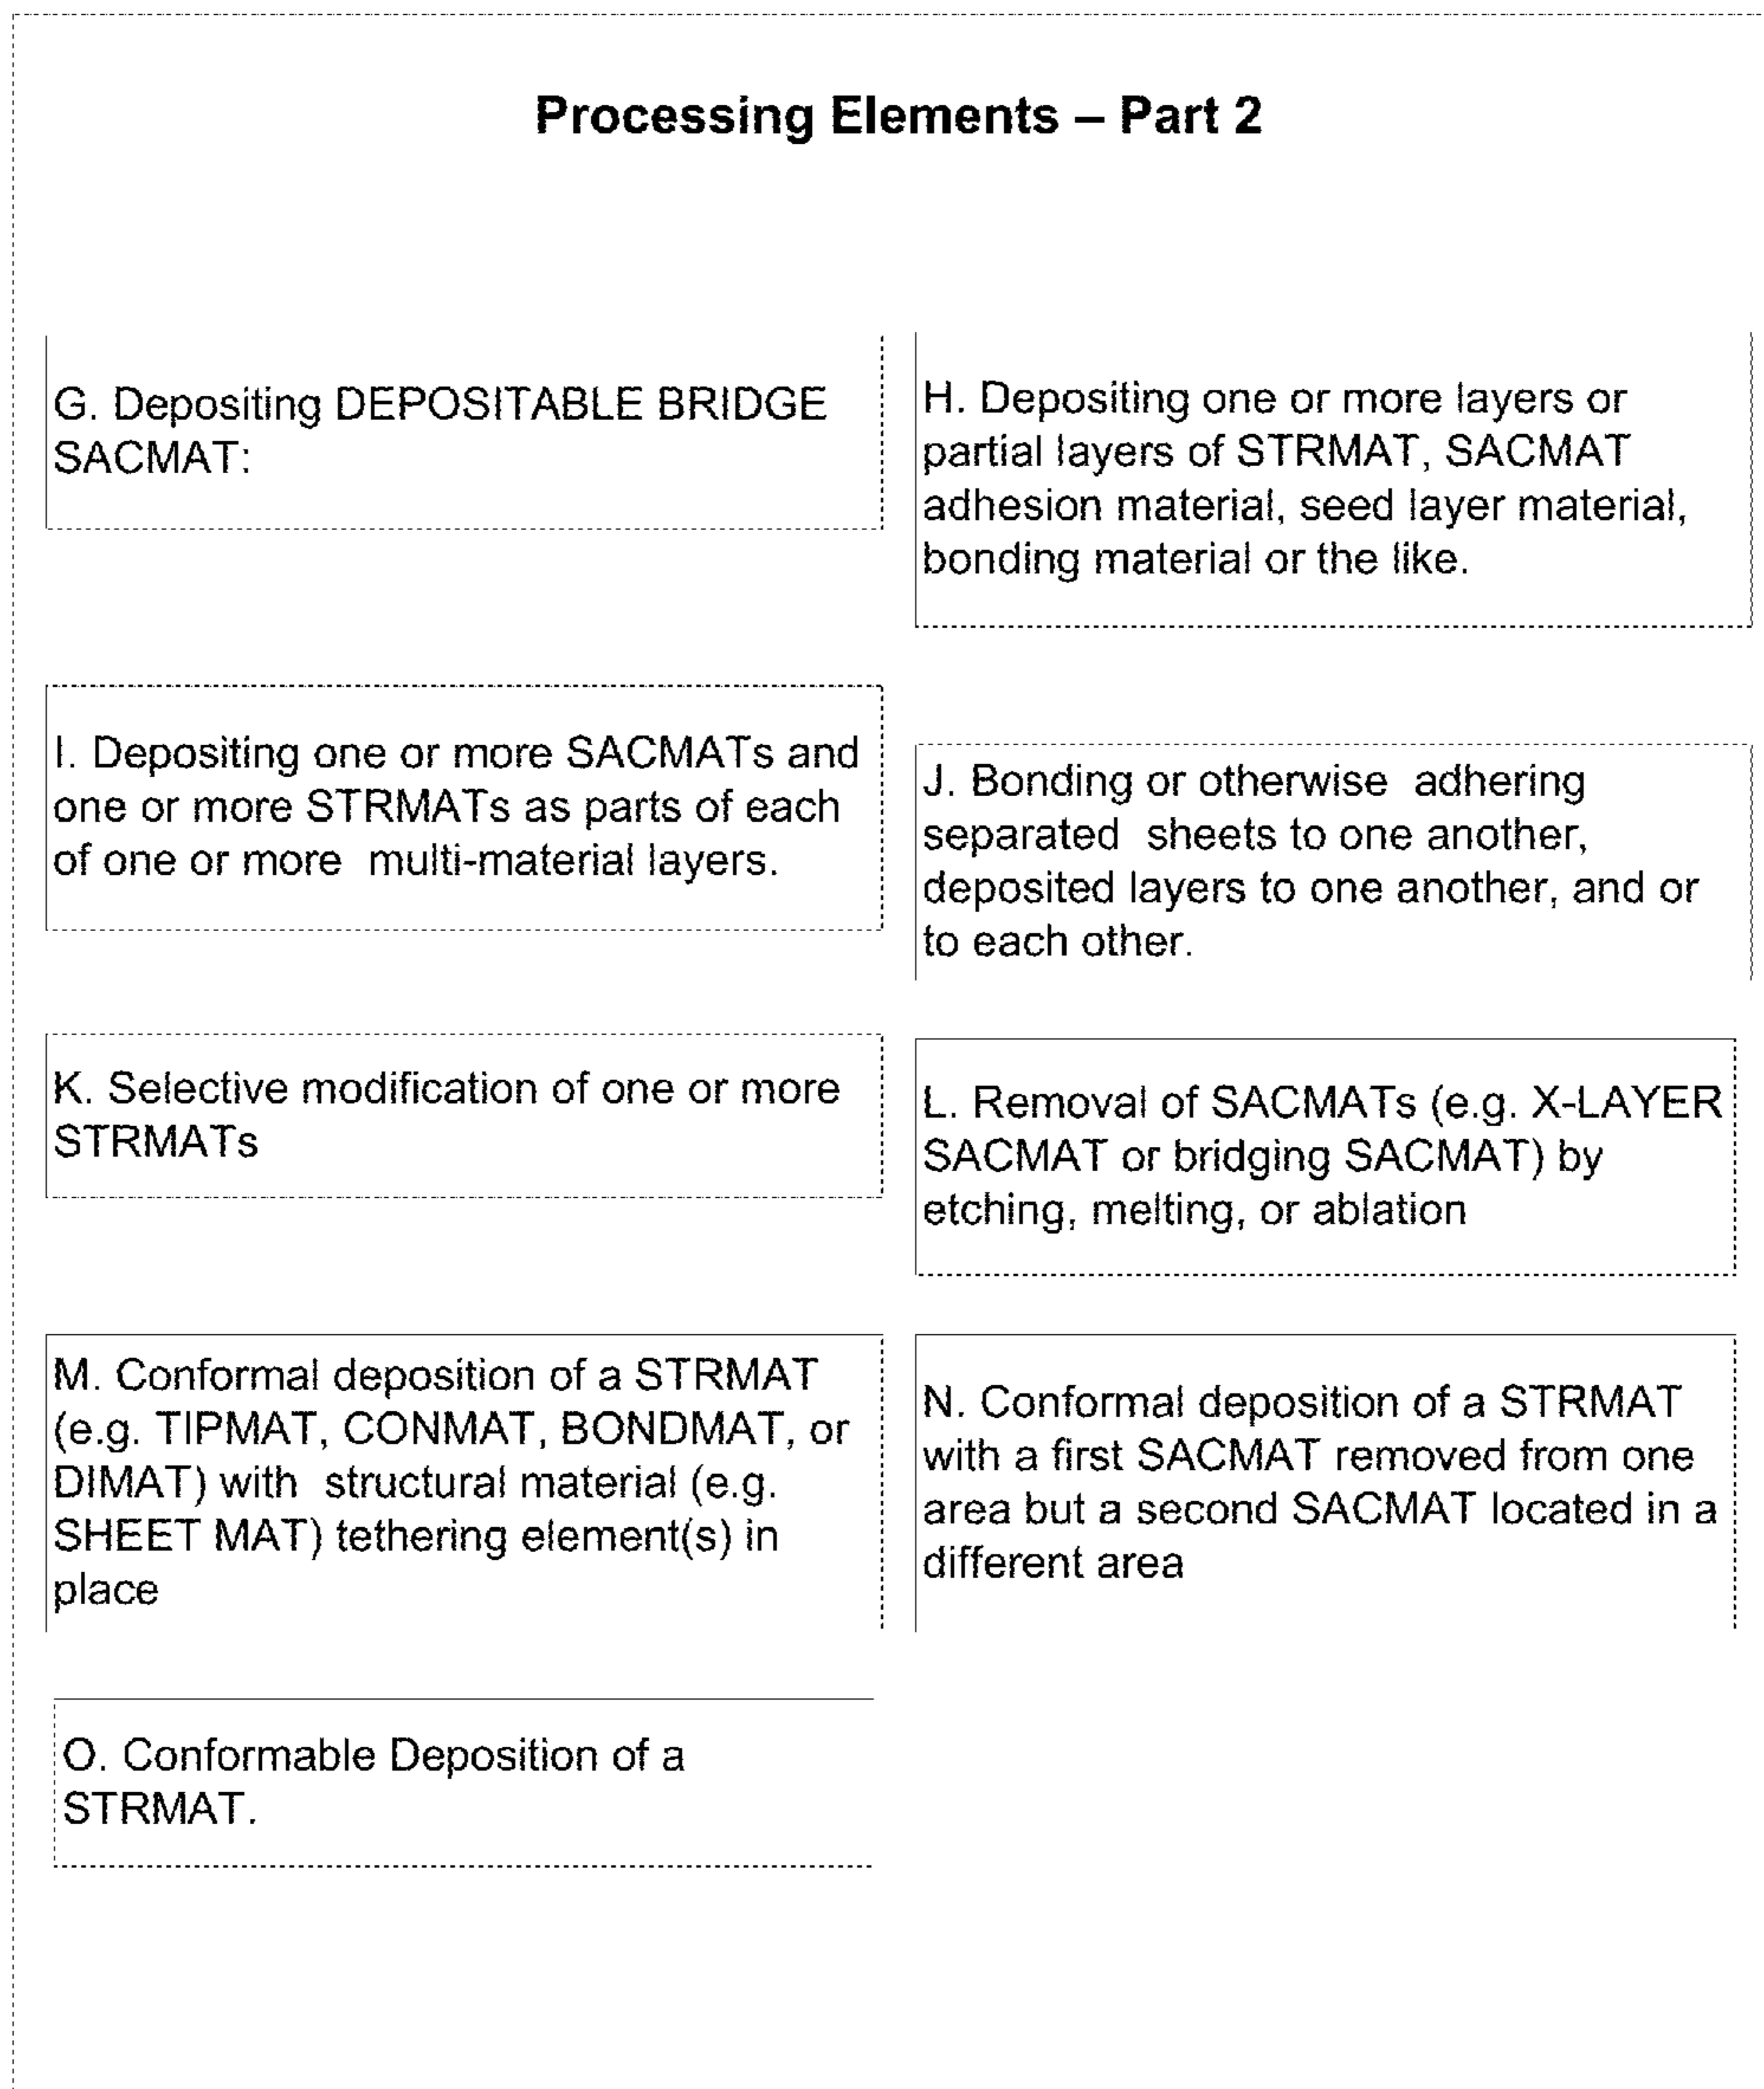 Processing Elements – Part 2
G. Depositing DEPOSITABLE BRIDGE
SACMAT:
H. Depositing one or more layers or
partial layers of STRMAT, SACMAT
adhesion material, seed layer material,
bonding material or the like.
I. Depositing one or more SACMATs and
one or more STRMATs as parts of each
of one or more multi-material layers.
J. Bonding or otherwise adhering
separated sheets to one another,
deposited layers to one another, and or
to each other.
K. Selective modification of one or more
STRMATs
L. Removal of SACMATs (e.g. X-LAYER
SACMAT or bridging SACMAT) by
etching, melting, or ablation
M. Conformal deposition of a STRMAT
(e.g. TIPMAT, CONMAT, BONDMAT, or
DIMAT) with structural material (e.g.
SHEET MAT) tethering element(s) in
place
N. Conformal deposition of a STRMAT
with a first SACMAT removed from one
area but a second SACMAT located in a
different area
O. Conformable Deposition of a
STRMAT.